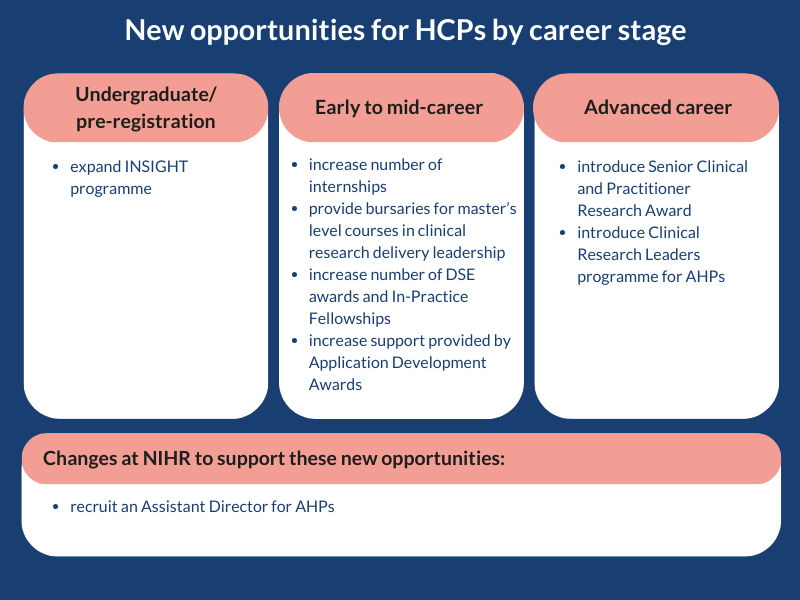 New opportunities for HCPs by career stage
Undergraduate/
pre-registration
• expand INSIGHT
programme
Early to mid-career
• increase number of
internships
• provide bursaries for master’s
level courses in clinical
research delivery leadership
• increase number of DSE
awards and In-Practice
Fellowships
• increase support provided by
Application Development
Awards
Advanced career
• introduce Senior Clinical
and Practitioner
Research Award
• introduce Clinical
Research Leaders
programme for AHPs
Changes at NIHR to support these new opportunities:
• recruit an Assistant Director for AHPs